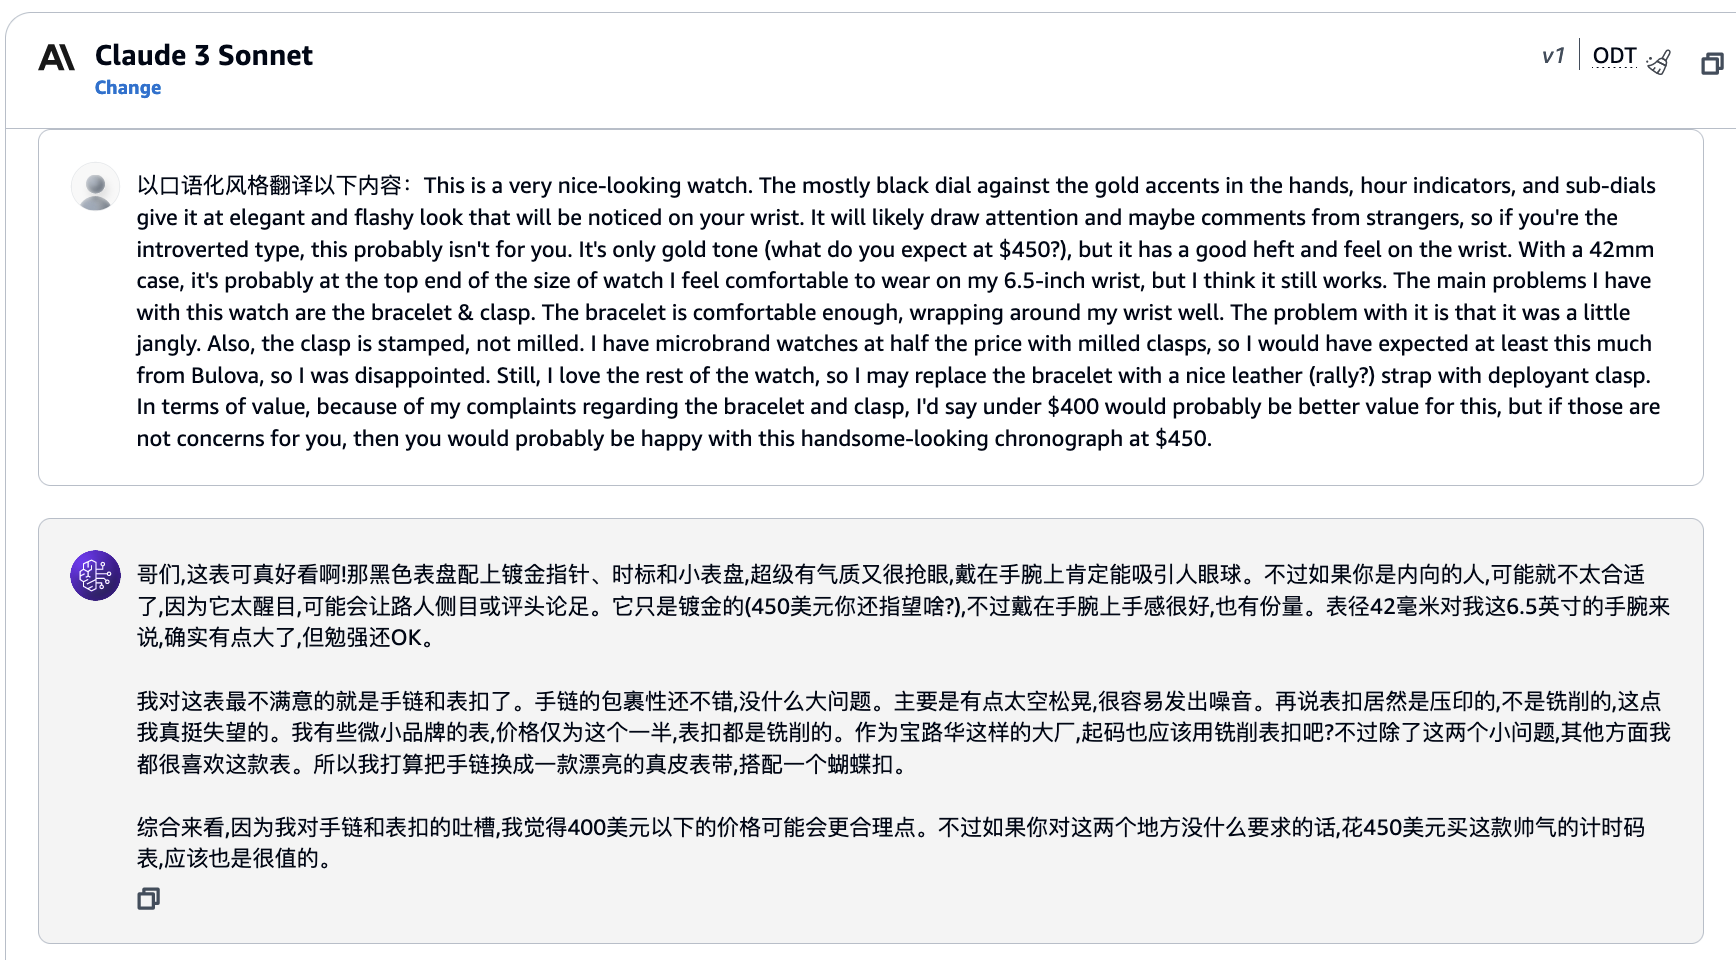 Claude 3 Sonnet
Change
v1 ODT
以口语化风格翻译以下内容：This is a very nice-looking watch. The mostly black dial against the gold accents in the hands, hour indicators, and sub-dials
give it at elegant and flashy look that will be noticed on your wrist. It will likely draw attention and maybe comments from strangers, so if you're the
introverted type, this probably isn't for you. It's only gold tone (what do you expect at $450?), but it has a good heft and feel on the wrist. With a 42mm
case, it's probably at the top end of the size of watch I feel comfortable to wear on my 6.5-inch wrist, but I think it still works. The main problems I have
with this watch are the bracelet & clasp. The bracelet is comfortable enough, wrapping around my wrist well. The problem with it is that it was a little
jangly. Also, the clasp is stamped, not milled. I have microbrand watches at half the price with milled clasps, so I would have expected at least this much
from Bulova, so I was disappointed. Still, I love the rest of the watch, so I may replace the bracelet with a nice leather (rally?) strap with deployant clasp.
In terms of value, because of my complaints regarding the bracelet and clasp, I'd say under $400 would probably be better value for this, but if those are
not concerns for you, then you would probably be happy with this handsome-looking chronograph at $450.
哥们,这表可真好看啊!那黑色表盘配上镀金指针、时标和小表盘,超级有气质又很抢眼,戴在手腕上肯定能吸引人眼球。不过如果你是内向的人,可能就不太合适
了,因为它太醒目,可能会让路人侧目或评头论足。它只是镀金的(450美元你还指望啥?),不过戴在手腕上手感很好,也有份量。表径42毫米对我这6.5英寸的手腕来
说,确实有点大了,但勉强还OK。
我对这表最不满意的就是手链和表扣了。手链的包裹性还不错,没什么大问题。主要是有点太空松晃,很容易发出噪音。再说表扣居然是压印的,不是铣削的,这点
我真挺失望的。我有些微小品牌的表,价格仅为这个一半,表扣都是铣削的。作为宝路华这样的大厂,起码也应该用铣削表扣吧?不过除了这两个小问题,其他方面我
都很喜欢这款表。所以我打算把手链换成一款漂亮的真皮表带,搭配一个蝴蝶扣。
综合来看,因为我对手链和表扣的吐槽,我觉得400美元以下的价格可能会更合理点。不过如果你对这两个地方没什么要求的话,花450美元买这款帅气的计时码
表,应该也是很值的。